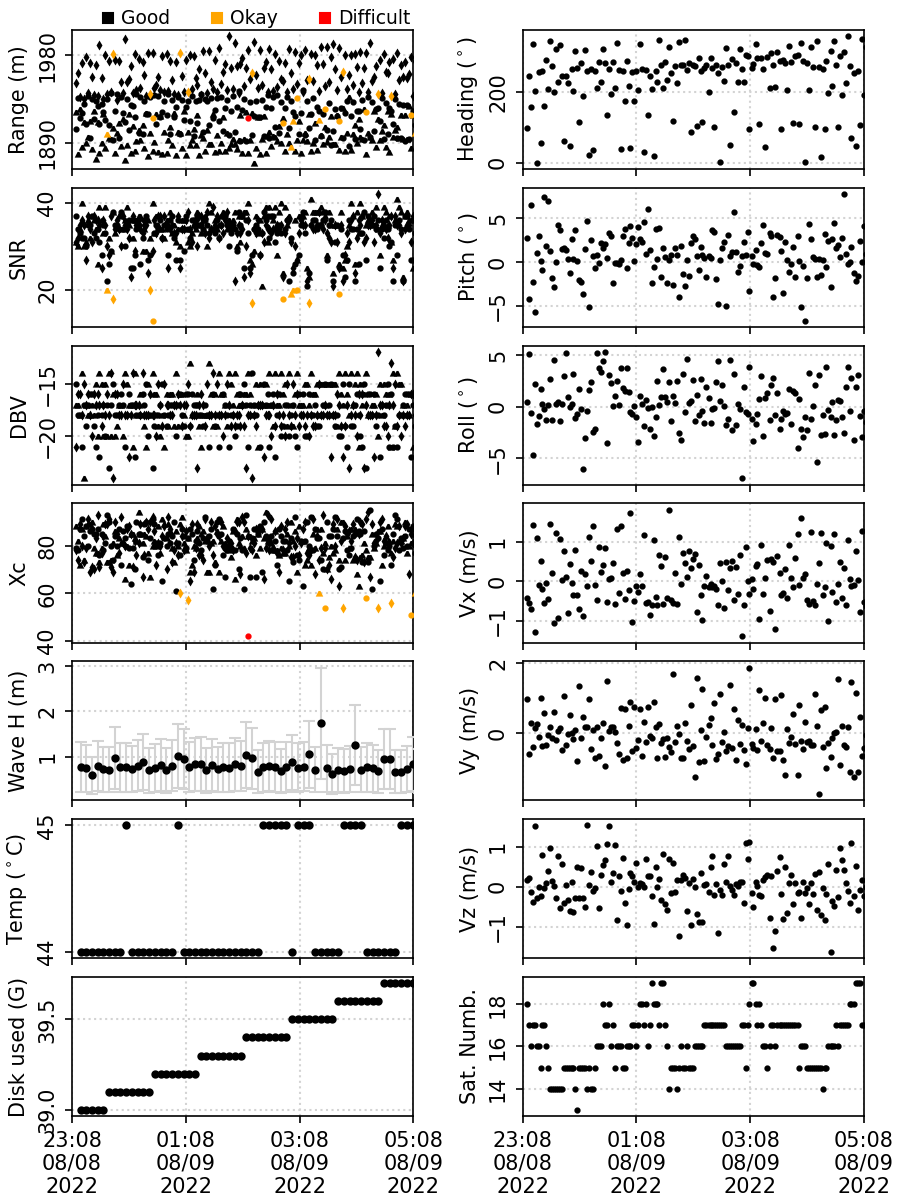 Good Okay Difficult
Range (m)
1980
1890
Heading (°)
200
0
SNR
40
20
Pitch (°)
5
0
−5
DBV
−15
−20
Roll (°)
5
0
−5
Xc
80
60
40
Vx (m/s)
1
0
−1
Wave H (m)
3
2
1
Vy (m/s)
2
0
Temp (°C)
45
44
Vz (m/s)
1
0
−1
Disk used (G)
39.5
39.0
Sat. Numb.
18
16
14
23:08 01:08 03:08 05:08 23:08 01:08 03:08 05:08
08/08 08/09 08/09 08/09 08/08 08/09 08/09 08/09
2022 2022 2022 2022 2022 2022 2022 2022